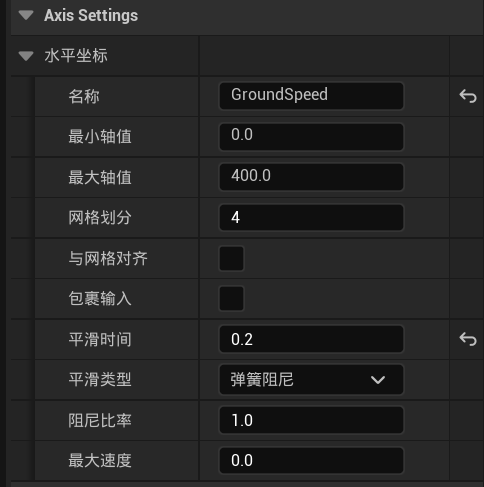 Axis Settings
水平坐标
名称 GroundSpeed
最小轴值 0.0
最大轴值 400.0
网格划分 4
与网格对齐
包裹输入
平滑时间 0.2
平滑类型 弹簧阻尼
阻尼比率 1.0
最大速度 0.0